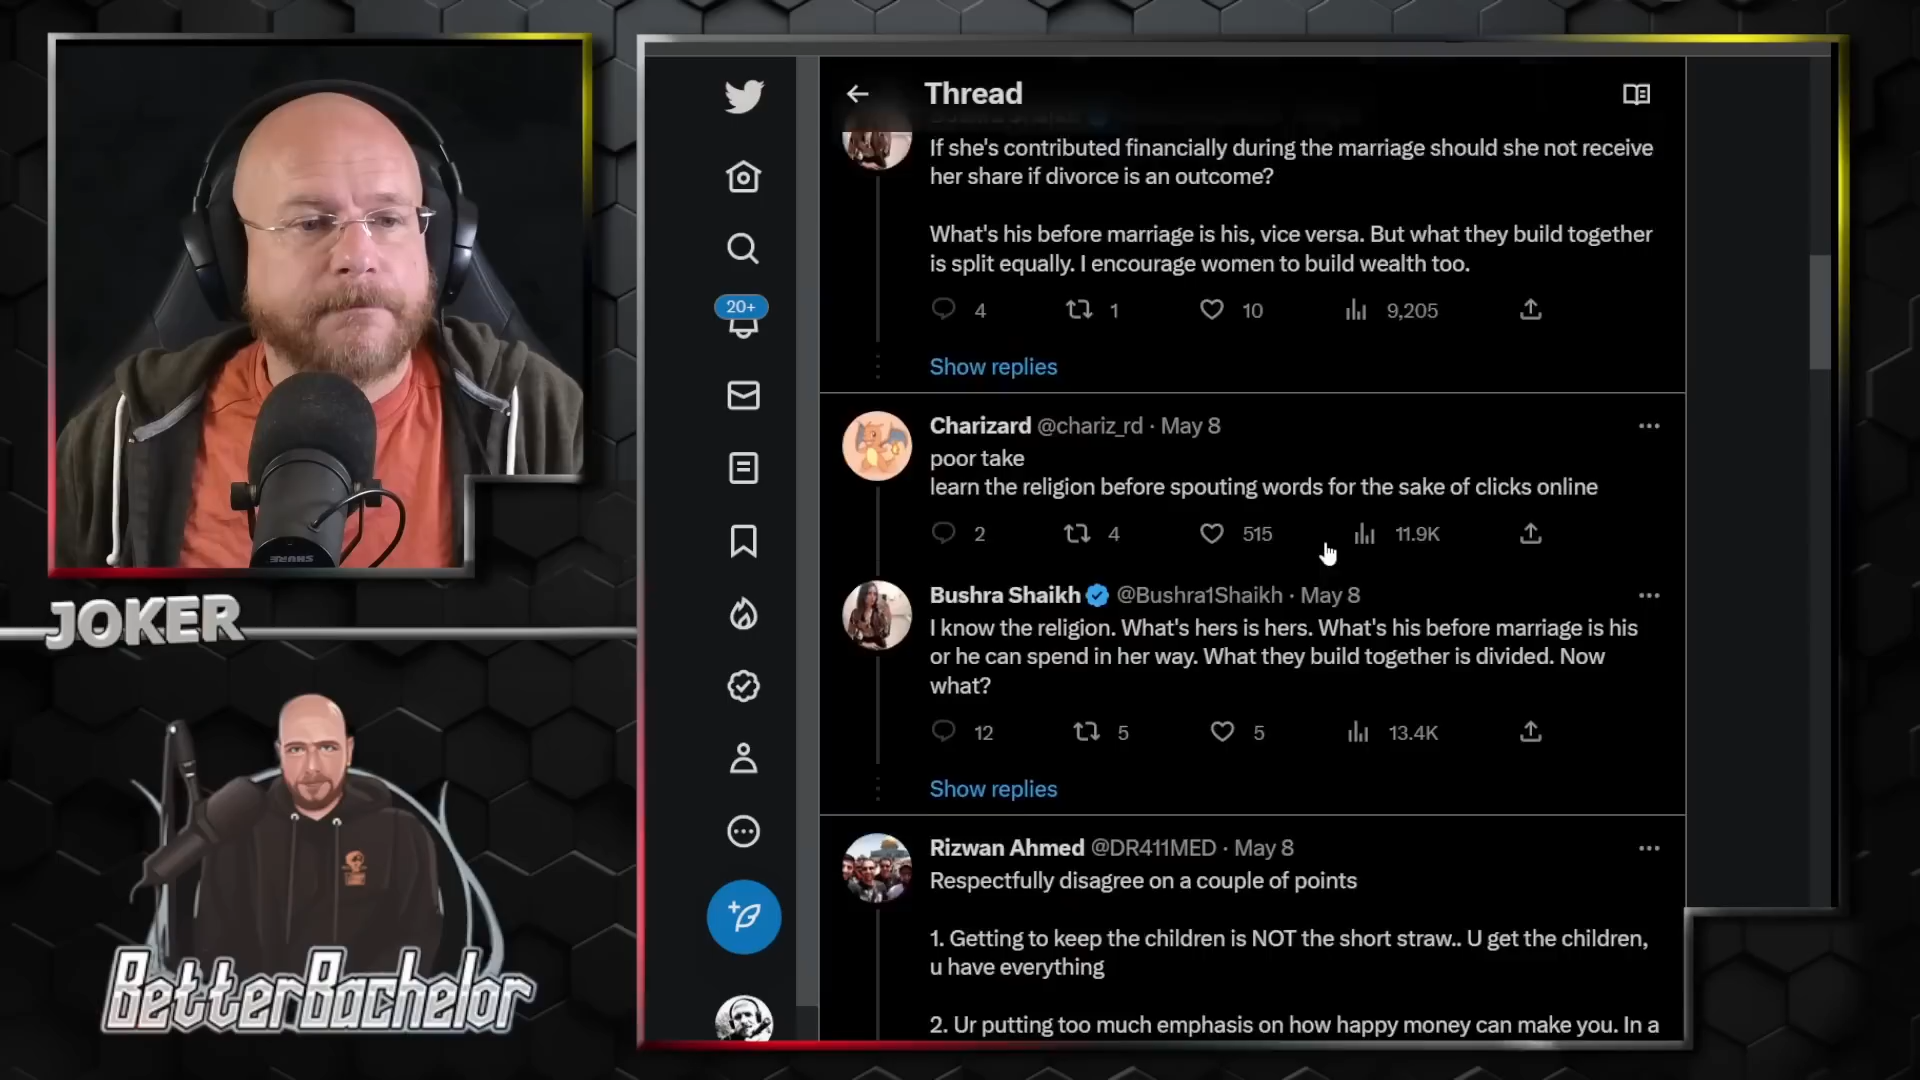 Thread
If she's contributed financially during the marriage should she not receive
her share if divorce is an outcome?
What's his before marriage is his, vice versa. But what they build together
is split equally. I encourage women to build wealth too.
4 1 10 9,205
Show replies
20+
Charizard @chariz_rd · May 8
poor take
learn the religion before spouting words for the sake of clicks online
2 4 515 11.9K
Bushra Shaikh @Bushra1Shaikh · May 8
I know the religion. What's hers is hers. What's his before marriage is his
or he can spend in her way. What they build together is divided. Now
what?
12 5 5 13.4K
Show replies
Rizwan Ahmed @DR411MED · May 8
Respectfully disagree on a couple of points
1. Getting to keep the children is NOT the short straw.. U get the children,
u have everything
2. Ur putting too much emphasis on how happy money can make you. In a
SHURE
JOKER
BetterBachelor